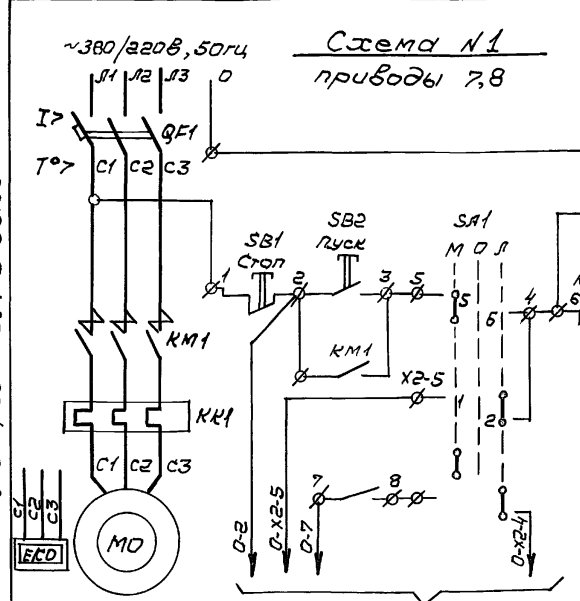 Схема N1
приводы 7,8
~380/220В, 50гц
Л1 Л2 Л3 0
I>
QF1
T°>
C1 C2 C3
SB1
Стоп
SB2
Пуск
SA1
М О Л
1 2 3 5
5 6 4 6
KM1
KM1
X2-5
1 2
KK1
C1 C2 C3
7 8
C1
C2
C3
ЕКО
МО
0-2
0-X2-5
0-7
0-X2-4